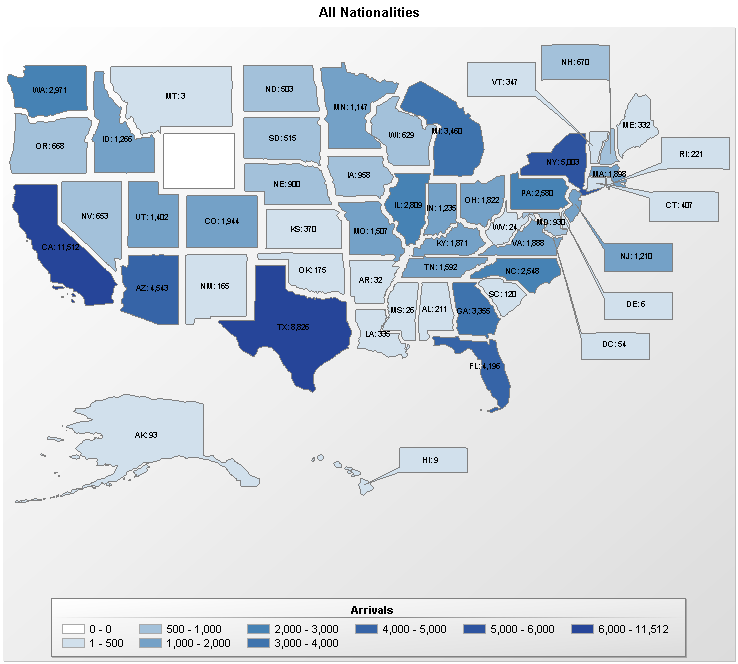 All Nationalities
NH: 670
VT: 347
WA: 2,971
MT: 3
ND: 503
MN: 1,147
ME: 332
OR: 668
ID: 1,266
SD: 515
WI: 629
MI: 3,460
NY: 5,003
RI: 221
MA: 1,898
IA: 958
NE: 900
PA: 2,580
CT: 407
NV: 653
UT: 1,402
CO: 1,944
KS: 370
IL: 2,809
IN: 1,236
OH: 1,822
WV: 24
MD: 930
CA: 11,512
MO: 1,507
KY: 1,871
VA: 1,888
NJ: 1,210
AZ: 4,543
NM: 165
OK: 175
AR: 32
TN: 1,592
NC: 2,548
SC: 120
DE: 6
TX: 8,826
LA: 335
MS: 26
AL: 211
GA: 3,365
DC: 54
FL: 4,196
AK: 93
HI: 9
Arrivals
0 - 0
500 - 1,000
2,000 - 3,000
4,000 - 5,000
5,000 - 6,000
6,000 - 11,512
1 - 500
1,000 - 2,000
3,000 - 4,000